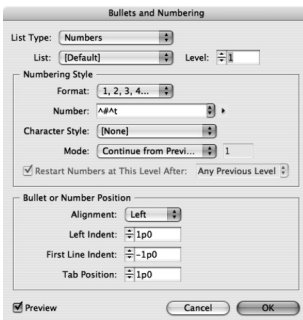 Bullets and Numbering
List Type: Numbers
List: [Default] Level: 1
Numbering Style
Format: 1, 2, 3, 4...
Number: ^#^t
Character Style: [None]
Mode: Continue from Previ... 1
Restart Numbers at This Level After: Any Previous Level
Bullet or Number Position
Alignment: Left
Left Indent: 1p0
First Line Indent: -1p0
Tab Position: 1p0
Preview Cancel OK